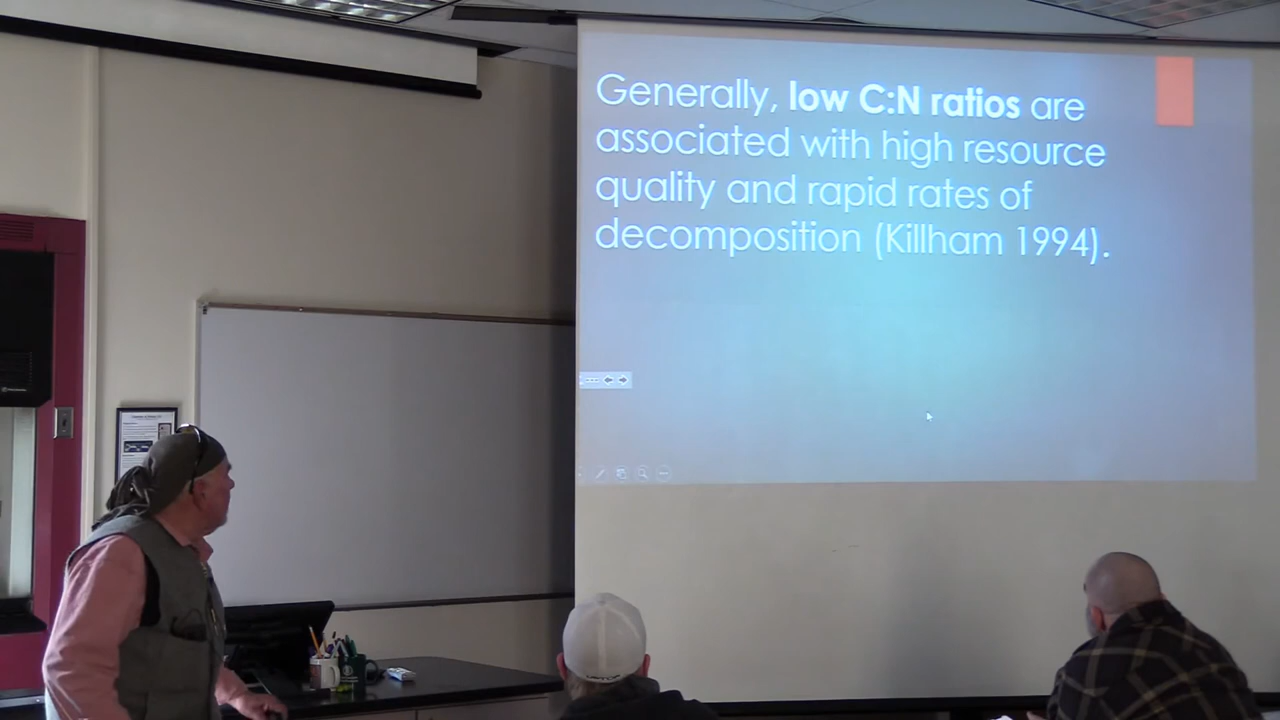 Generally, low C:N ratios are
associated with high resource
quality and rapid rates of
decomposition (Killham 1994).